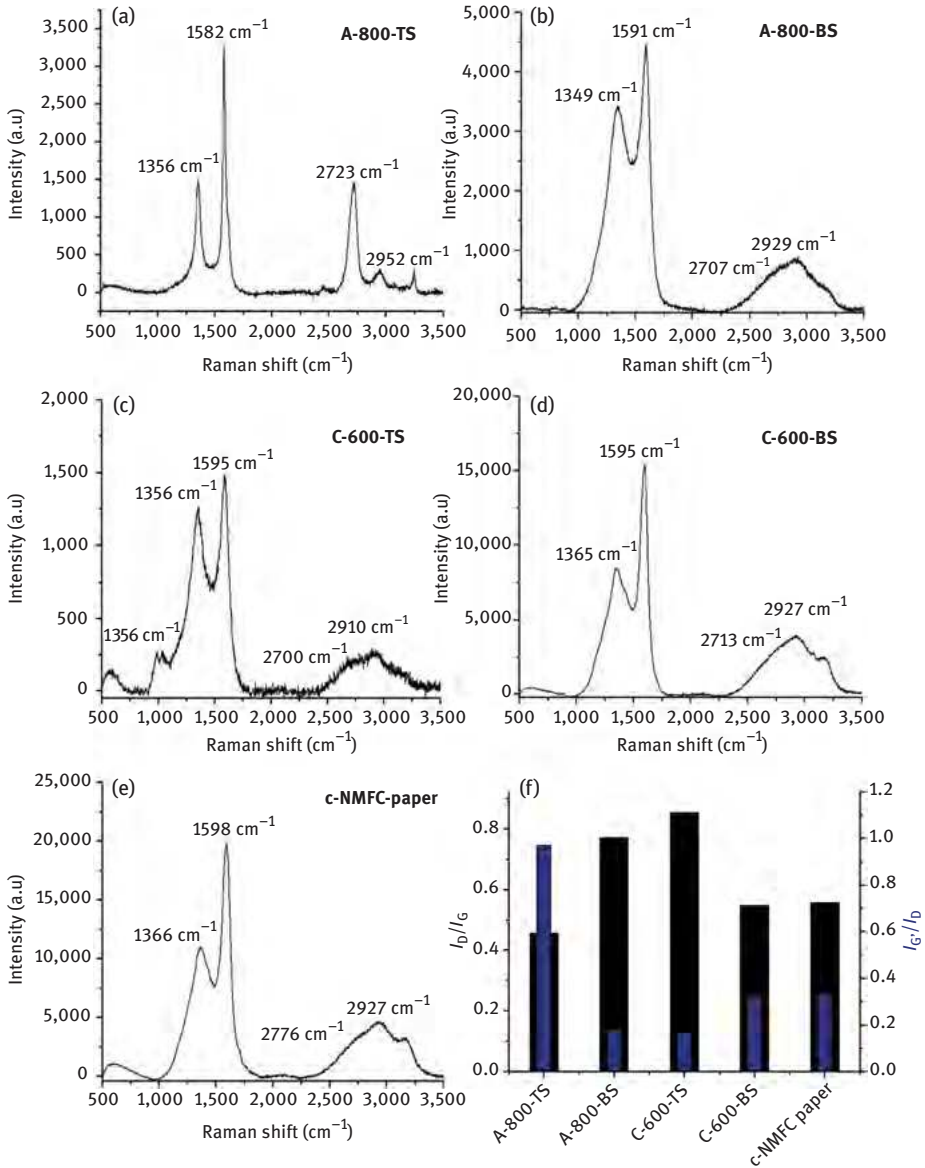 (a)
A-800-TS
1582 cm⁻¹
1356 cm⁻¹
2723 cm⁻¹
2952 cm⁻¹
Intensity (a.u)
3,500
3,000
2,500
2,000
1,500
1,000
500
0
500 1,000 1,500 2,000 2,500 3,000 3,500
Raman shift (cm⁻¹)
(b)
A-800-BS
1591 cm⁻¹
1349 cm⁻¹
2929 cm⁻¹
2707 cm⁻¹
Intensity (a.u)
5,000
4,000
3,000
2,000
1,000
0
500 1,000 1,500 2,000 2,500 3,000 3,500
Raman shift (cm⁻¹)
(c)
C-600-TS
1595 cm⁻¹
1356 cm⁻¹
1356 cm⁻¹
2910 cm⁻¹
2700 cm⁻¹
Intensity (a.u)
2,000
1,500
1,000
500
0
500 1,000 1,500 2,000 2,500 3,000 3,500
Raman shift (cm⁻¹)
(d)
C-600-BS
1595 cm⁻¹
1365 cm⁻¹
2927 cm⁻¹
2713 cm⁻¹
Intensity (a.u)
20,000
15,000
10,000
5,000
0
500 1,000 1,500 2,000 2,500 3,000 3,500
Raman shift (cm⁻¹)
(e)
c-NMFC-paper
1598 cm⁻¹
1366 cm⁻¹
2927 cm⁻¹
2776 cm⁻¹
Intensity (a.u)
25,000
20,000
15,000
10,000
5,000
0
500 1,000 1,500 2,000 2,500 3,000 3,500
Raman shift (cm⁻¹)
(f)
I_D/I_G
0.8
0.6
0.4
0.2
0.0
1.2
1.0
0.8
0.6
0.4
0.2
0.0
I_G'/I_D
A-800-TS
A-800-BS
C-600-TS
C-600-BS
c-NMFC paper